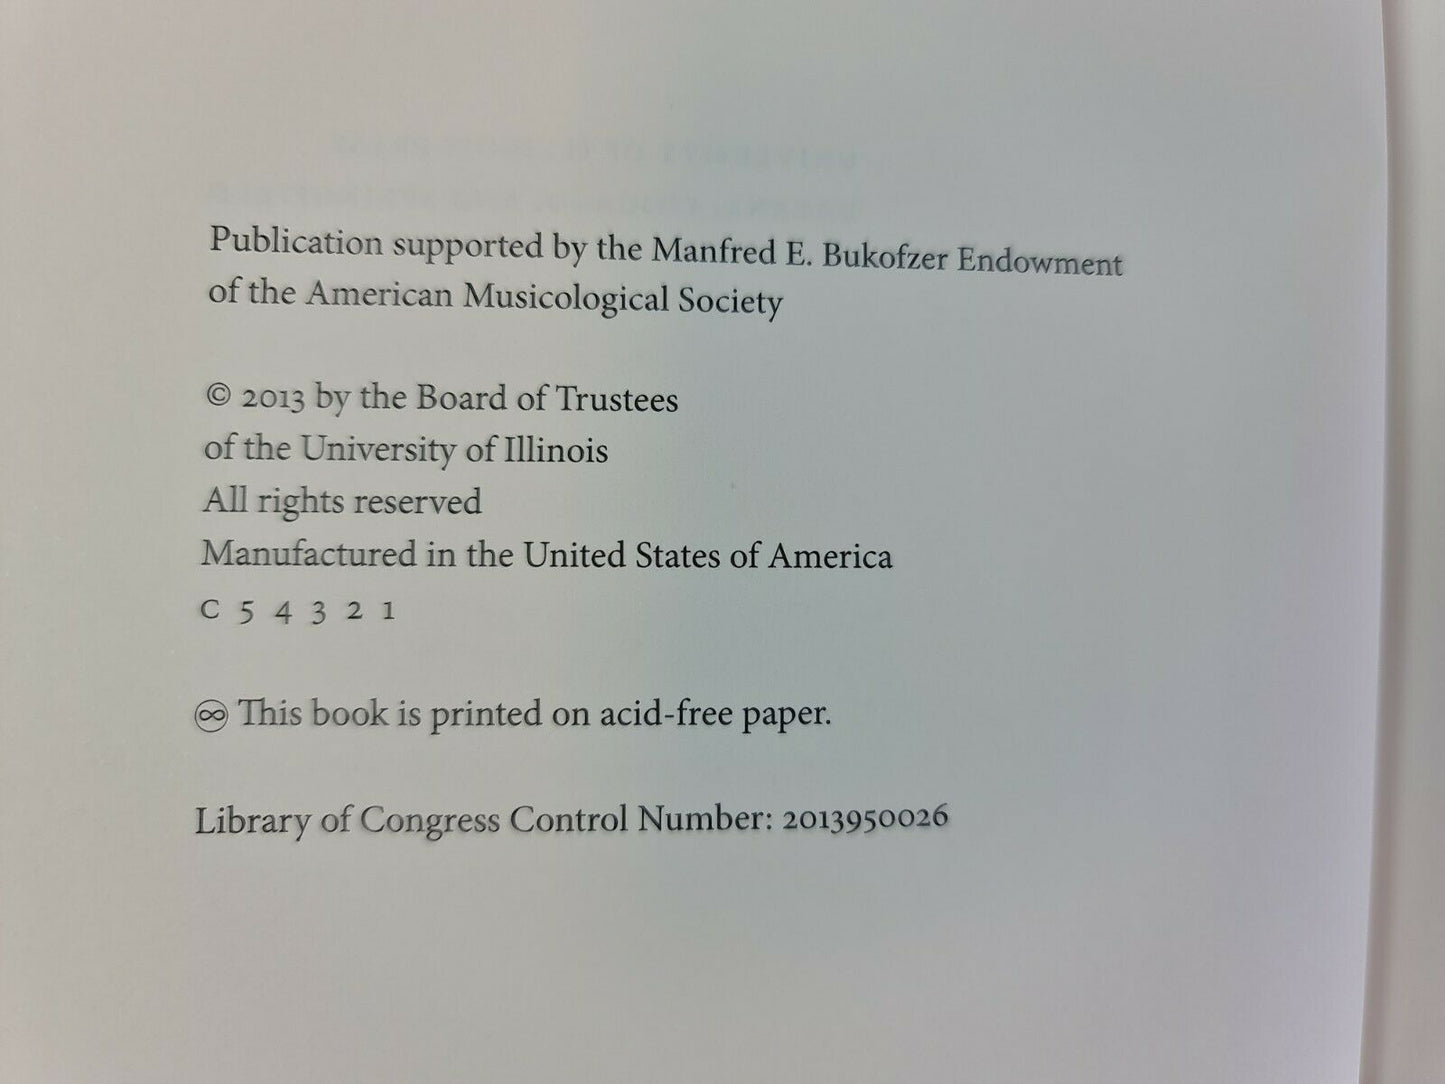 Publication supported by the Manfred E. Bukofzer Endowment
of the American Musicological Society
© 2013 by the Board of Trustees
of the University of Illinois
All rights reserved
Manufactured in the United States of America
C 5 4 3 2 1
♾ This book is printed on acid-free paper.
Library of Congress Control Number: 2013950026